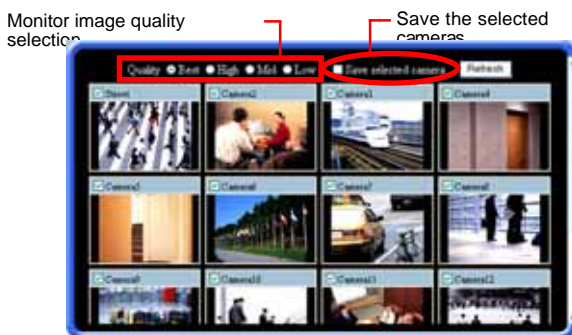 Monitor image quality
selection
Save the selected
cameras
Quality Best High Mid Low Save selected camera Refresh
Street Camera2 Camera3 Camera4
Camera5 Camera6 Camera7 Camera8
Camera9 Camera10 Camera11 Camera12